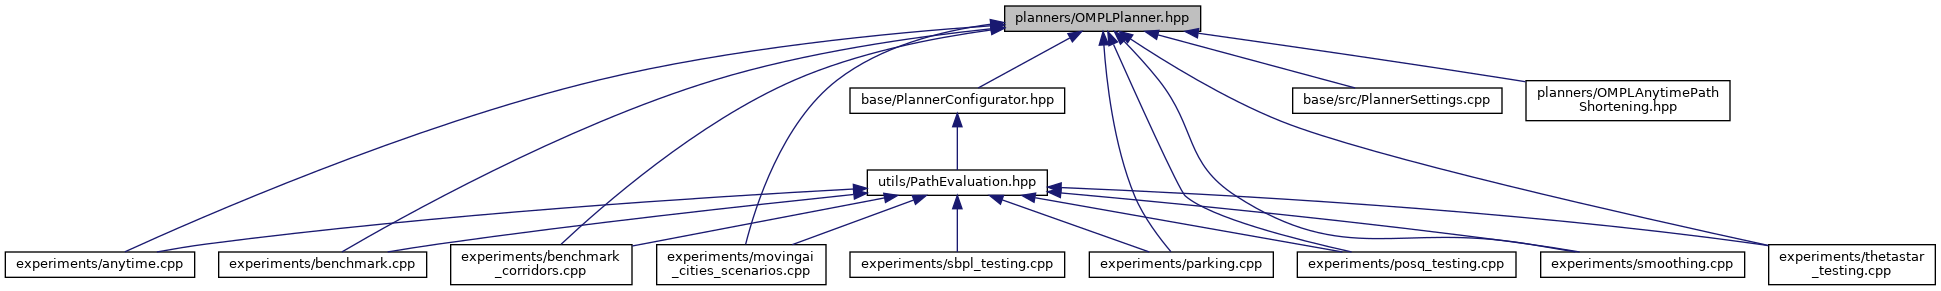 planners/OMPLPlanner.hpp
base/PlannerConfigurator.hpp
base/src/PlannerSettings.cpp
planners/OMPLAnytimePath
Shortening.hpp
utils/PathEvaluation.hpp
experiments/anytime.cpp
experiments/benchmark.cpp
experiments/benchmark
_corridors.cpp
experiments/movingai
_cities_scenarios.cpp
experiments/sbpl_testing.cpp
experiments/parking.cpp
experiments/posq_testing.cpp
experiments/smoothing.cpp
experiments/thetastar
_testing.cpp